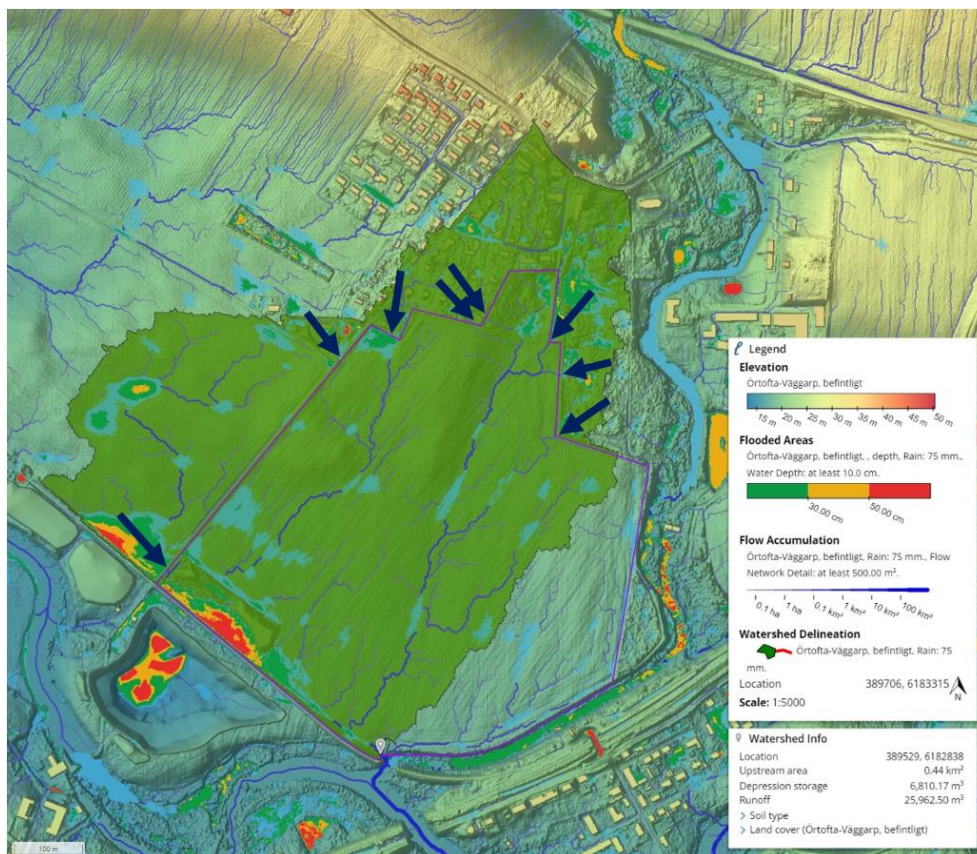 Legend
Elevation
Örtofta-Väggarp, befintligt
15 m 20 m 25 m 30 m 35 m 40 m 45 m 50 m
Flooded Areas
Örtofta-Väggarp, befintligt, , depth, Rain: 75 mm.,
Water Depth: at least 10.0 cm.
30.00 cm 50.00 cm
Flow Accumulation
Örtofta-Väggarp, befintligt, Rain: 75 mm., Flow
Network Detail: at least 500.00 m².
0.1 ha 1 ha 0.1 km² 1 km² 10 km² 100 km²
Watershed Delineation
Örtofta-Väggarp, befintligt, Rain: 75
mm.
Location 389706, 6183315
N
Scale: 1:5000
Watershed Info
Location 389529, 6182838
Upstream area 0.44 km²
Depression storage 6,810.17 m³
Runoff 25,962.50 m³
> Soil type
> Land cover (Örtofta-Väggarp, befintligt)
100 m